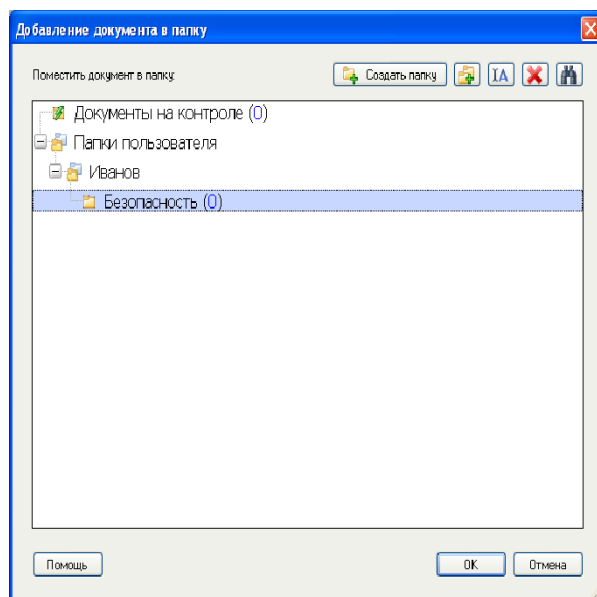 Добавление документа в папку
Поместить документ в папку:
Создать папку
Документы на контроле (0)
Папки пользователя
Иванов
Безопасность (0)
Помощь
OK
Отмена